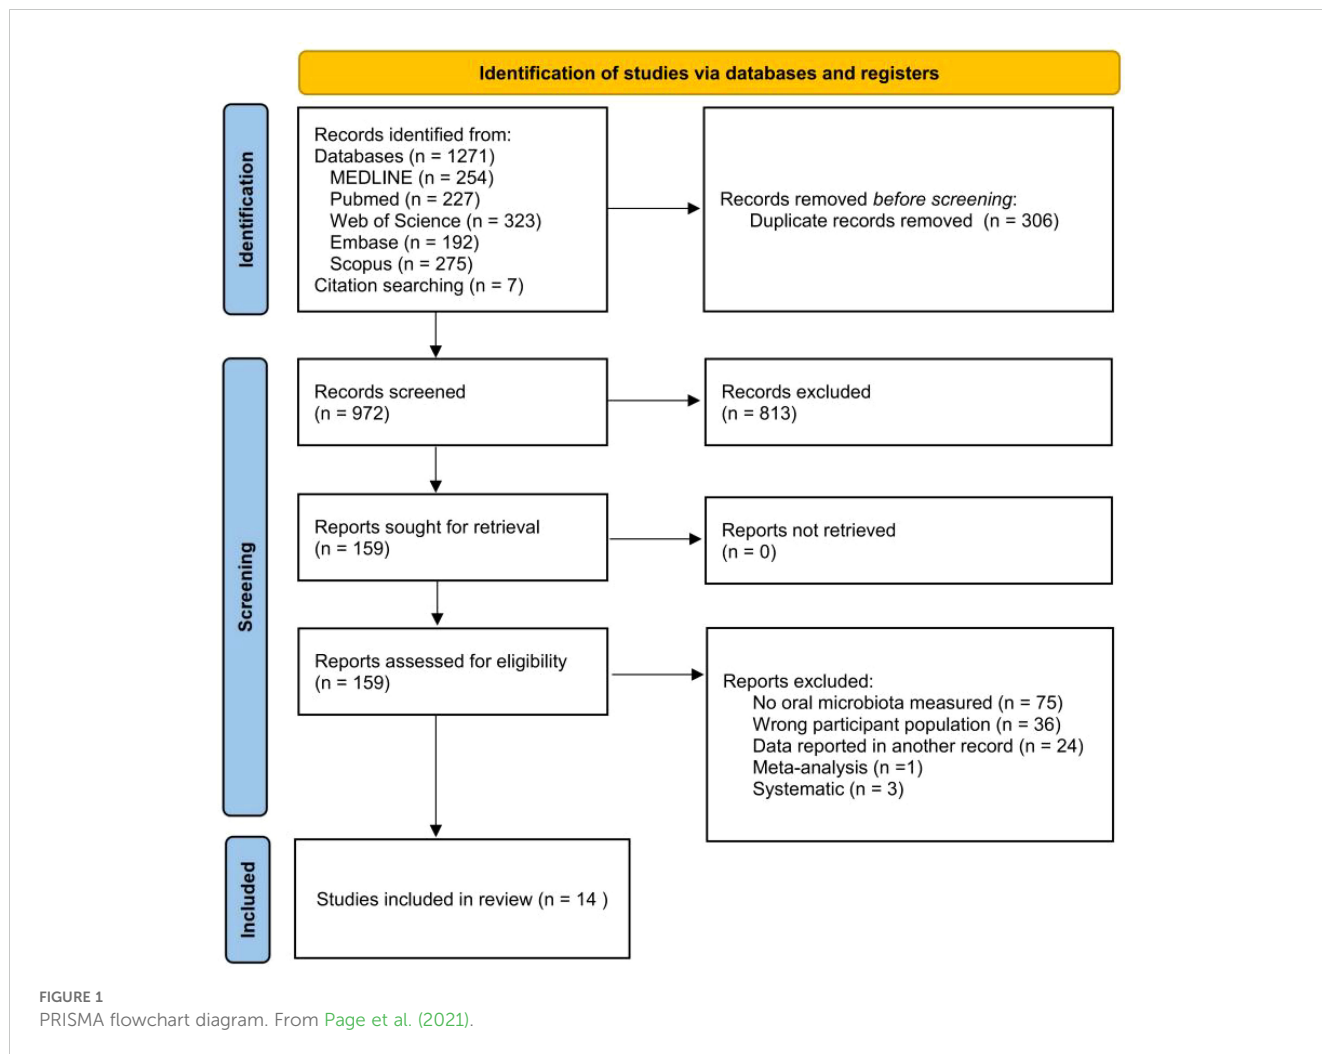 Identification of studies via databases and registers
Identification
Records identified from:
Databases (n = 1271)
MEDLINE (n = 254)
Pubmed (n = 227)
Web of Science (n = 323)
Embase (n = 192)
Scopus (n = 275)
Citation searching (n = 7)
Records removed before screening:
Duplicate records removed (n = 306)
Screening
Records screened
(n = 972)
Records excluded
(n = 813)
Reports sought for retrieval
(n = 159)
Reports not retrieved
(n = 0)
Reports assessed for eligibility
(n = 159)
Reports excluded:
No oral microbiota measured (n = 75)
Wrong participant population (n = 36)
Data reported in another record (n = 24)
Meta-analysis (n =1)
Systematic (n = 3)
Included
Studies included in review (n = 14 )
FIGURE 1
PRISMA flowchart diagram. From Page et al. (2021).